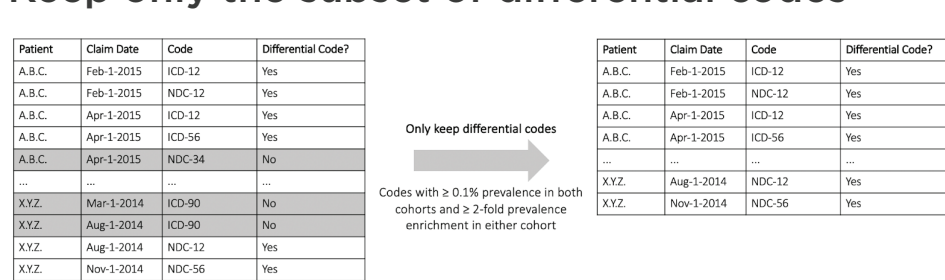 Keep only the subset of differential codes
Patient Claim Date Code Differential Code?
A.B.C. Feb-1-2015 ICD-12 Yes
A.B.C. Feb-1-2015 NDC-12 Yes
A.B.C. Apr-1-2015 ICD-12 Yes
A.B.C. Apr-1-2015 ICD-56 Yes
A.B.C. Apr-1-2015 NDC-34 No
... ... ... ...
X.Y.Z. Mar-1-2014 ICD-90 No
X.Y.Z. Aug-1-2014 ICD-90 No
X.Y.Z. Aug-1-2014 NDC-12 Yes
X.Y.Z. Nov-1-2014 NDC-56 Yes
Only keep differential codes
Codes with ≥ 0.1% prevalence in both
cohorts and ≥ 2-fold prevalence
enrichment in either cohort
Patient Claim Date Code Differential Code?
A.B.C. Feb-1-2015 ICD-12 Yes
A.B.C. Feb-1-2015 NDC-12 Yes
A.B.C. Apr-1-2015 ICD-12 Yes
A.B.C. Apr-1-2015 ICD-56 Yes
... ... ... ...
X.Y.Z. Aug-1-2014 NDC-12 Yes
X.Y.Z. Nov-1-2014 NDC-56 Yes